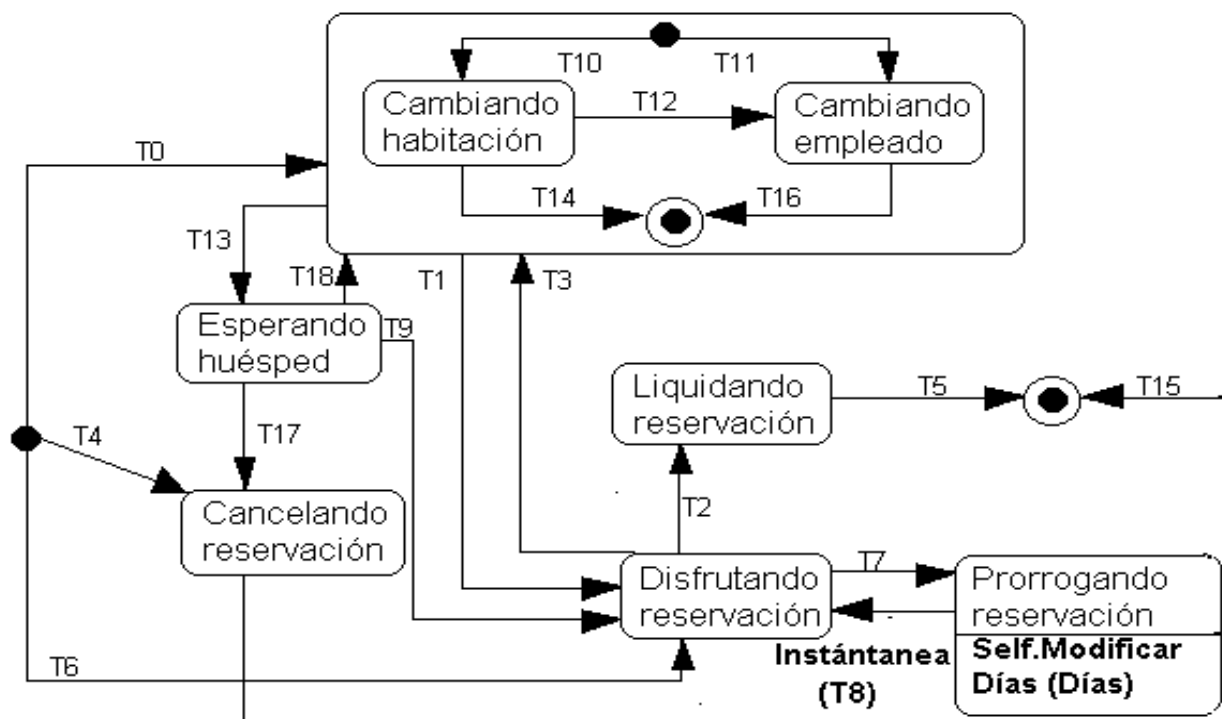 T10
T11
Cambiando
habitación
T12
Cambiando
empleado
T0
T14
T16
T13
T18
T1
T3
Esperando
huésped
T9
Liquidando
reservación
T5
T15
T4
T17
Cancelando
reservación
T2
Disfrutando
reservación
T7
Prorrogando
reservación
T6
Instántanea
(T8)
Self.Modificar
Días (Días)